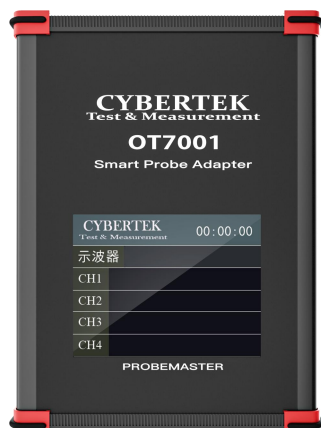 CYBERTEK
Test & Measurement
OT7001
Smart Probe Adapter
CYBERTEK
Test & Measurement
00:00:00
示波器
CH1
CH2
CH3
CH4
PROBEMASTER